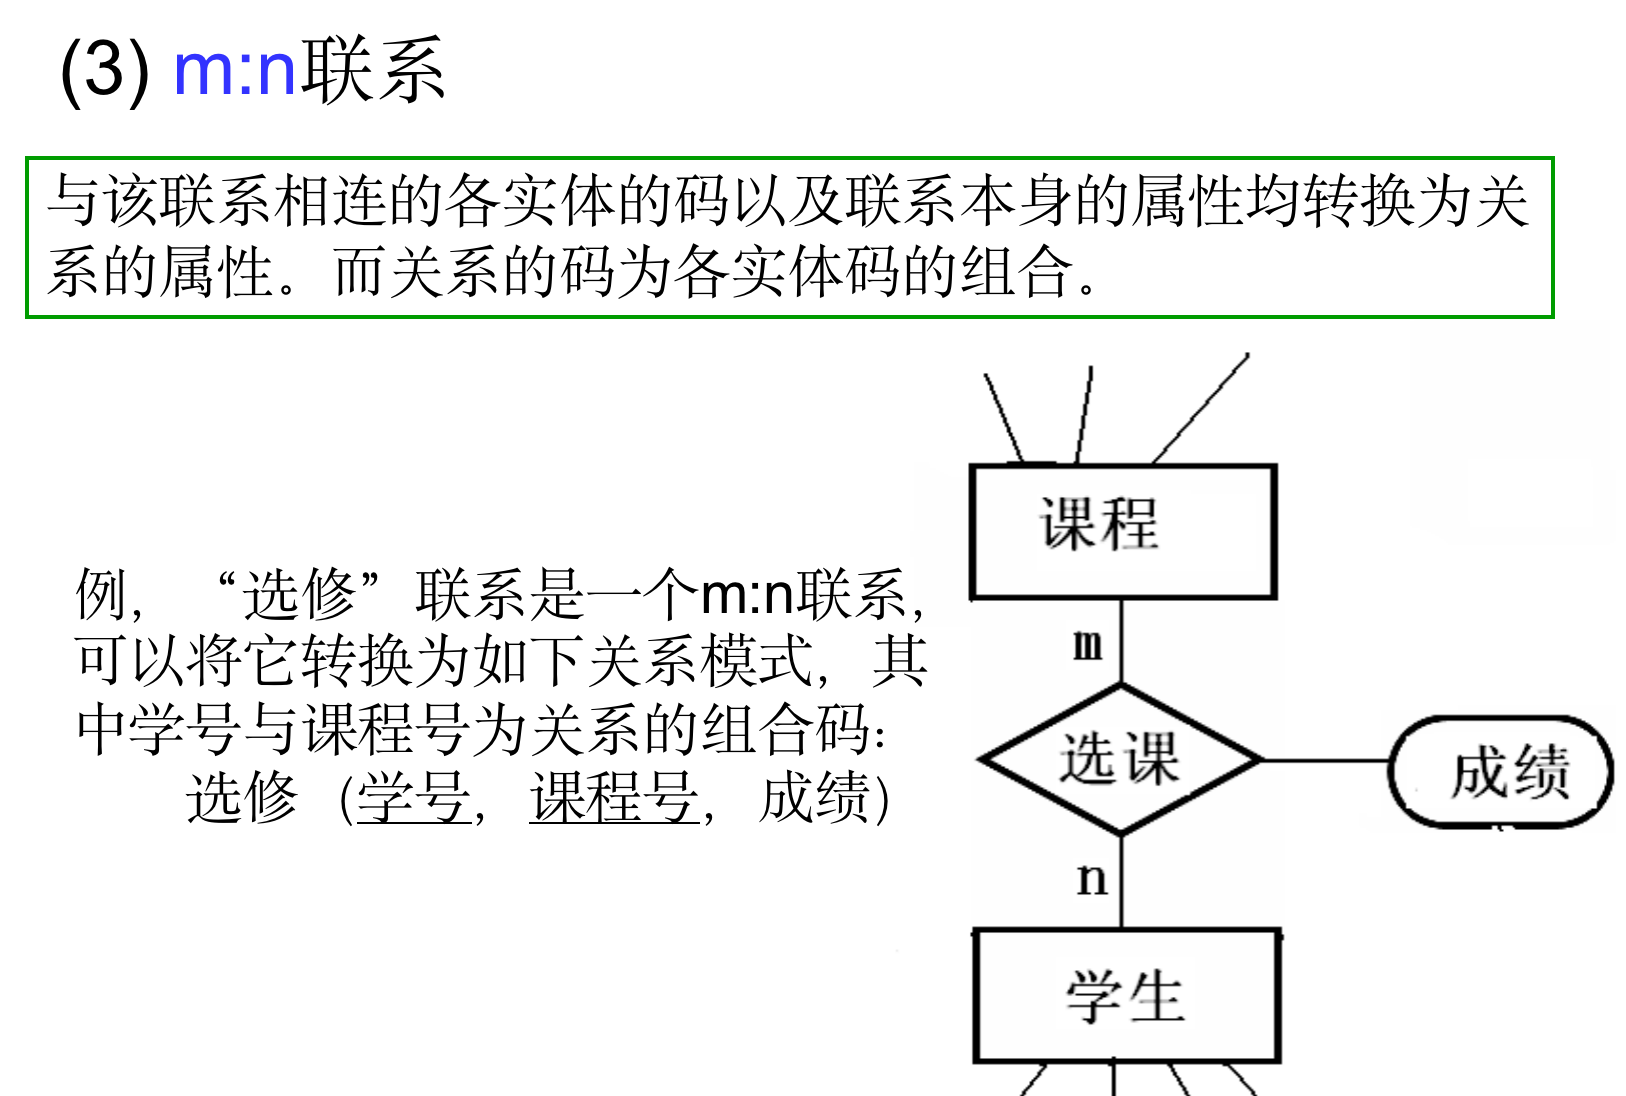 (3) m:n联系
与该联系相连的各实体的码以及联系本身的属性均转换为关
系的属性。而关系的码为各实体码的组合。
例，“选修”联系是一个m:n联系，
可以将它转换为如下关系模式，其
中学号与课程号为关系的组合码：
选修（学号，课程号，成绩）
课程
m
选课
成绩
n
学生